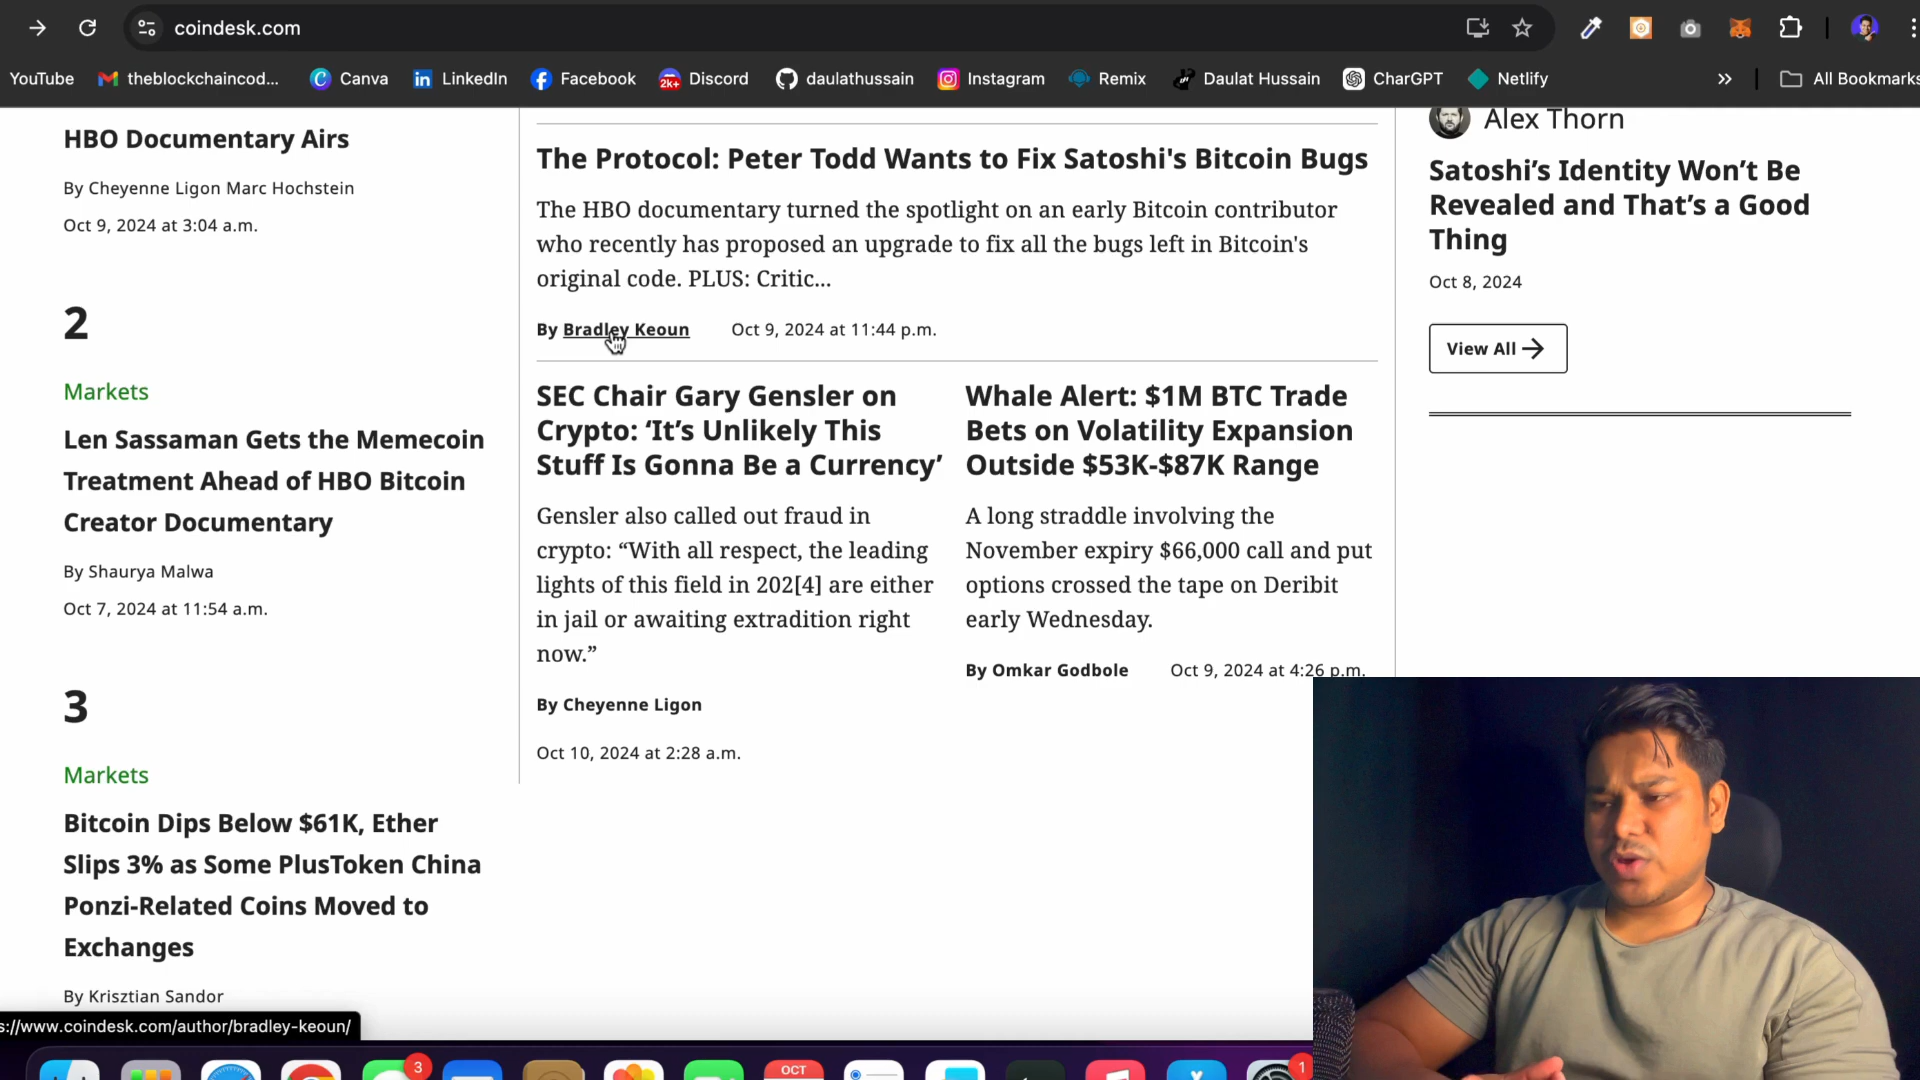 coindesk.com
YouTube
theblockchaincod...
Canva
LinkedIn
Facebook
2k+
Discord
daulathussain
Instagram
Remix
Daulat Hussain
CharGPT
Netlify
All Bookmarks
HBO Documentary Airs
By Cheyenne Ligon Marc Hochstein
Oct 9, 2024 at 3:04 a.m.
2
Markets
Len Sassaman Gets the Memecoin
Treatment Ahead of HBO Bitcoin
Creator Documentary
By Shaurya Malwa
Oct 7, 2024 at 11:54 a.m.
3
Markets
Bitcoin Dips Below $61K, Ether
Slips 3% as Some PlusToken China
Ponzi-Related Coins Moved to
Exchanges
By Krisztian Sandor
The Protocol: Peter Todd Wants to Fix Satoshi's Bitcoin Bugs
The HBO documentary turned the spotlight on an early Bitcoin contributor
who recently has proposed an upgrade to fix all the bugs left in Bitcoin's
original code. PLUS: Critic...
By Bradley Keoun Oct 9, 2024 at 11:44 p.m.
SEC Chair Gary Gensler on
Crypto: ‘It’s Unlikely This
Stuff Is Gonna Be a Currency’
Gensler also called out fraud in
crypto: “With all respect, the leading
lights of this field in 202[4] are either
in jail or awaiting extradition right
now.”
By Cheyenne Ligon
Oct 10, 2024 at 2:28 a.m.
Whale Alert: $1M BTC Trade
Bets on Volatility Expansion
Outside $53K-$87K Range
A long straddle involving the
November expiry $66,000 call and put
options crossed the tape on Deribit
early Wednesday.
By Omkar Godbole Oct 9, 2024 at 4:26 p.m.
Alex Thorn
Satoshi’s Identity Won’t Be
Revealed and That’s a Good
Thing
Oct 8, 2024
View All
s://www.coindesk.com/author/bradley-keoun/
3
OCT
1